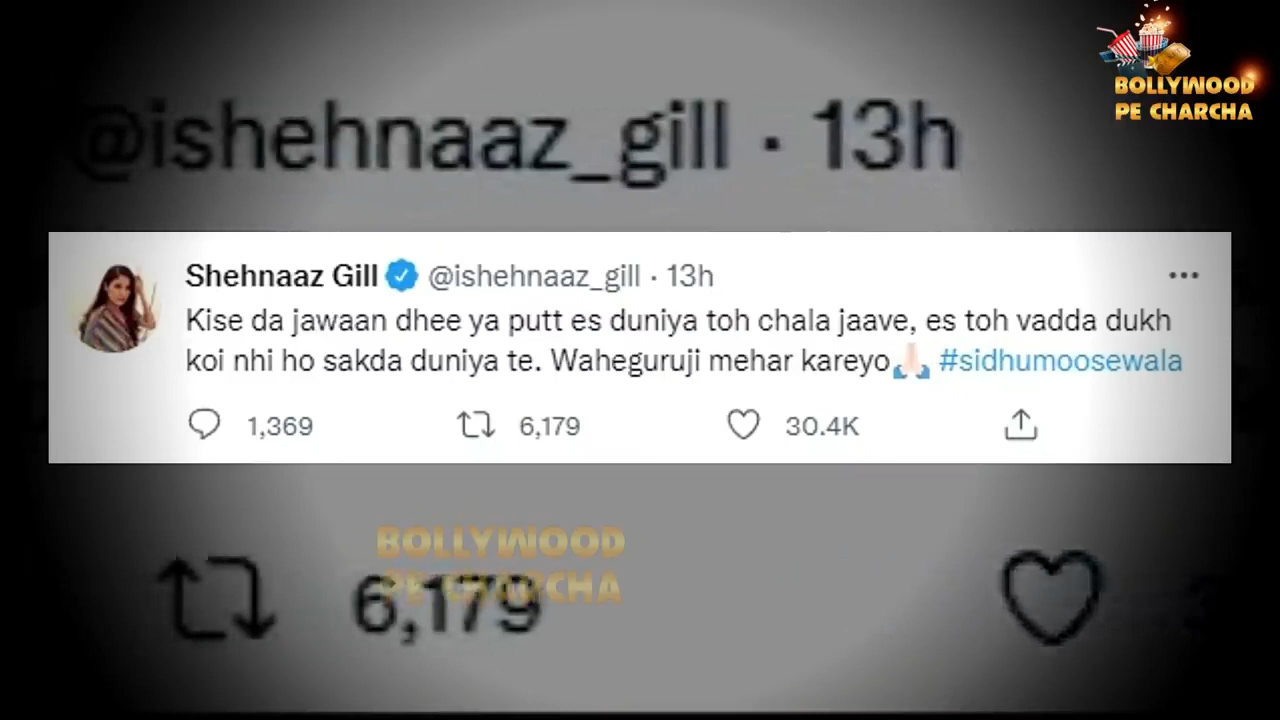 BOLLYWOOD
PE CHARCHA
@ishehnaaz_gill · 13h
Shehnaaz Gill @ishehnaaz_gill · 13h
Kise da jawaan dhee ya putt es duniya toh chala jaave, es toh vadda dukh
koi nhi ho sakda duniya te. Waheguruji mehar kareyo🙏🏻 #sidhumoosewala
1,369 6,179 30.4K
BOLLYWOOD
PE CHARCHA
6,179